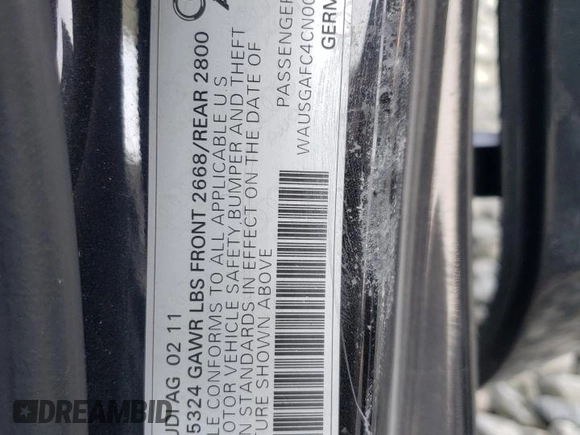 UDI AG 02 11
5324 GAWR LBS FRONT 2668/REAR 2800
LE CONFORMS TO ALL APPLICABLE U S
OTOR VEHICLE SAFETY, BUMPER AND THEFT
N STANDARDS IN EFFECT ON THE DATE OF
TURE SHOWN ABOVE
PASSENGER
WAUSGAFC4CN0
GERM
DREAMBID